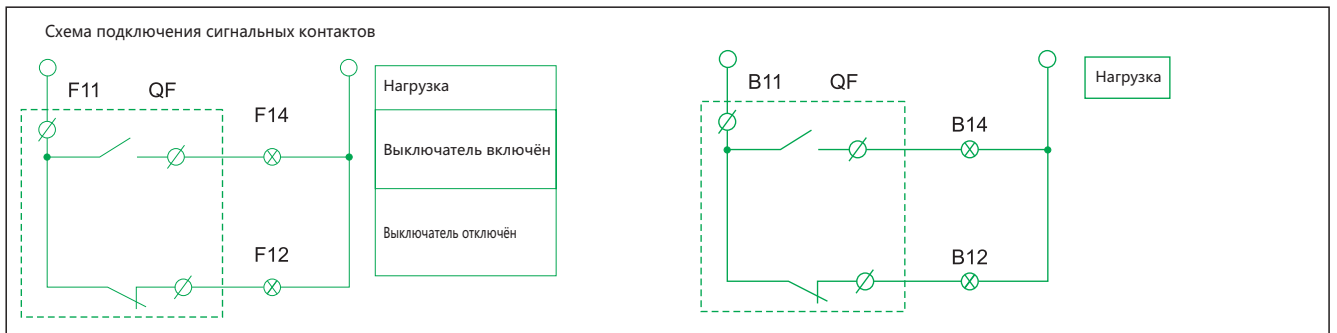 Схема подключения сигнальных контактов
F11 QF
F14
F12
Нагрузка
Выключатель включён
Выключатель отключён
B11 QF
B14
B12
Нагрузка